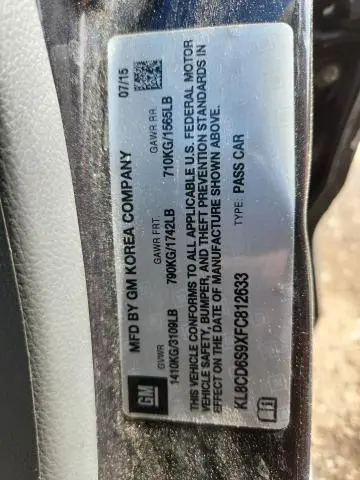 MFD BY GM KOREA COMPANY 07/15
GVWR GAWR FRT. GAWR RR.
1410KG/3109LB 790KG/1742LB 710KG/1565LB
THIS VEHICLE CONFORMS TO ALL APPLICABLE U.S. FEDERAL MOTOR
VEHICLE SAFETY, BUMPER, AND THEFT PREVENTION STANDARDS IN
EFFECT ON THE DATE OF MANUFACTURE SHOWN ABOVE.
KL8CD6S9XFC812633 TYPE: PASS CAR
GM